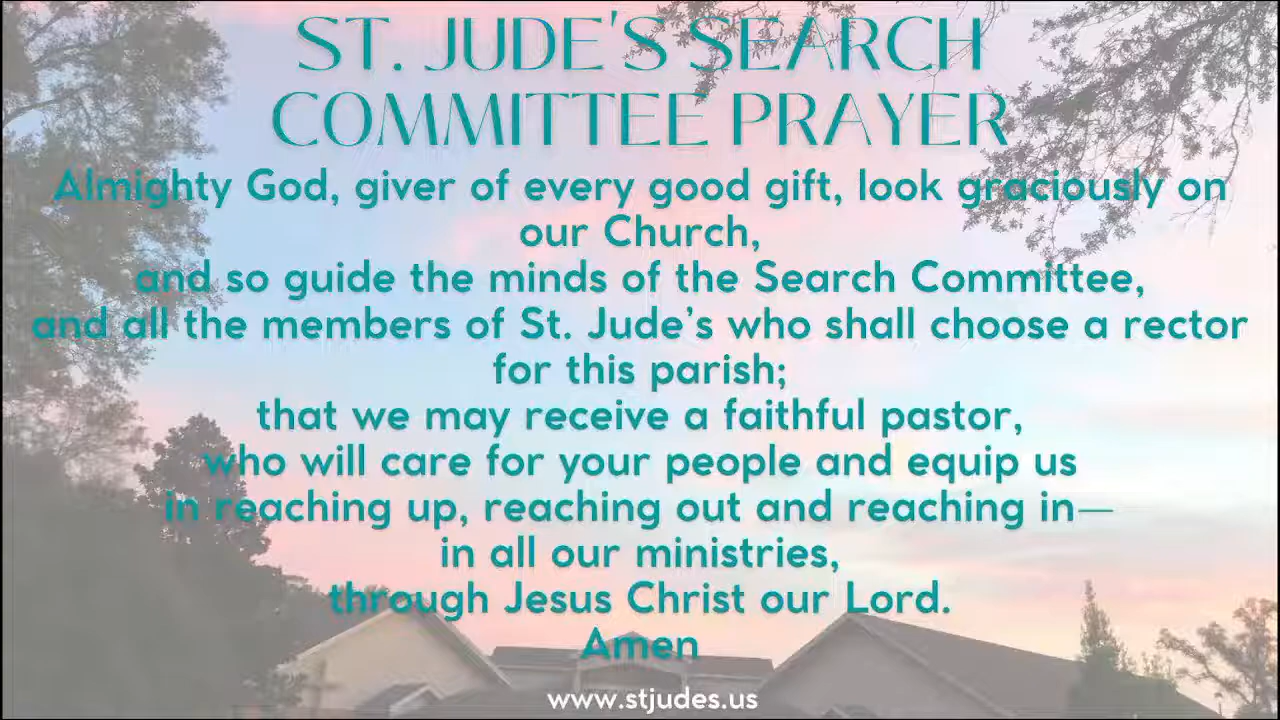 ST. JUDE'S SEARCH
COMMITTEE PRAYER
Almighty God, giver of every good gift, look graciously on
our Church,
and so guide the minds of the Search Committee,
and all the members of St. Jude's who shall choose a rector
for this parish;
that we may receive a faithful pastor,
who will care for your people and equip us
in reaching up, reaching out and reaching in—
in all our ministries,
through Jesus Christ our Lord.
Amen
www.stjudes.us